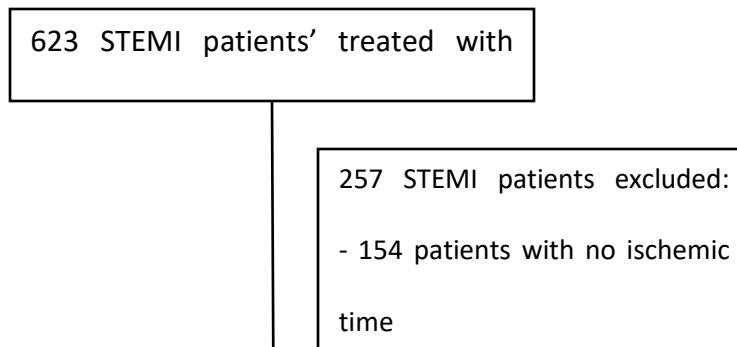 623 STEMI patients’ treated with
257 STEMI patients excluded:
- 154 patients with no ischemic
time